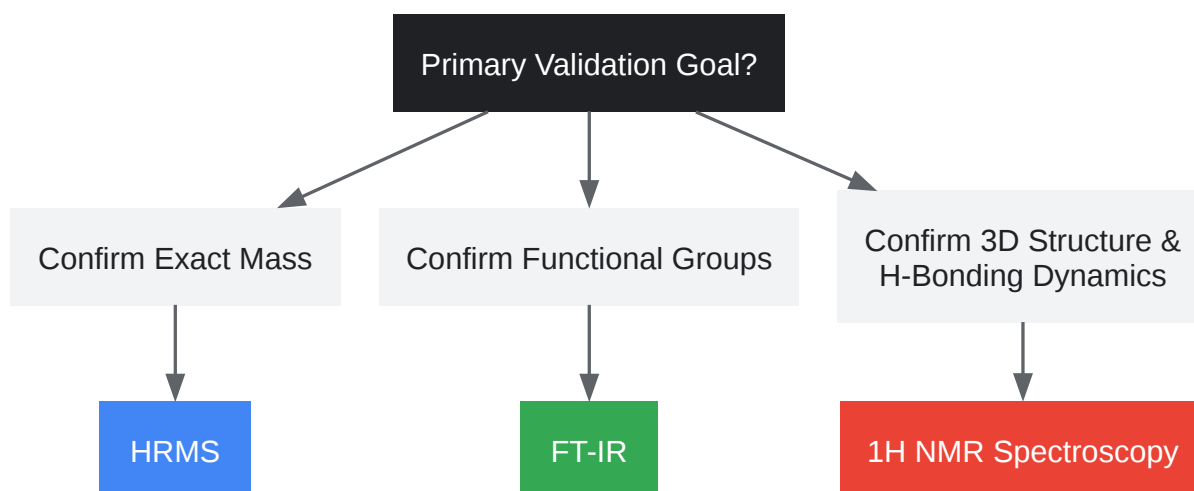 Primary Validation Goal?
Confirm Exact Mass
Confirm Functional Groups
Confirm 3D Structure &
H-Bonding Dynamics
HRMS
FT-IR
1H NMR Spectroscopy